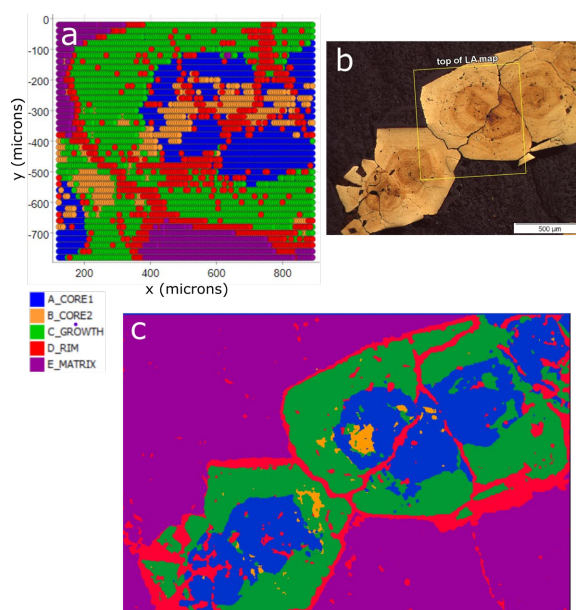 a
0
-100
-200
-300
-400
-500
-600
-700
y (microns)
200
400
600
800
x (microns)
b
top of LA map
500 µm
A_CORE1
B_CORE2
C_GROWTH
D_RIM
E_MATRIX
c